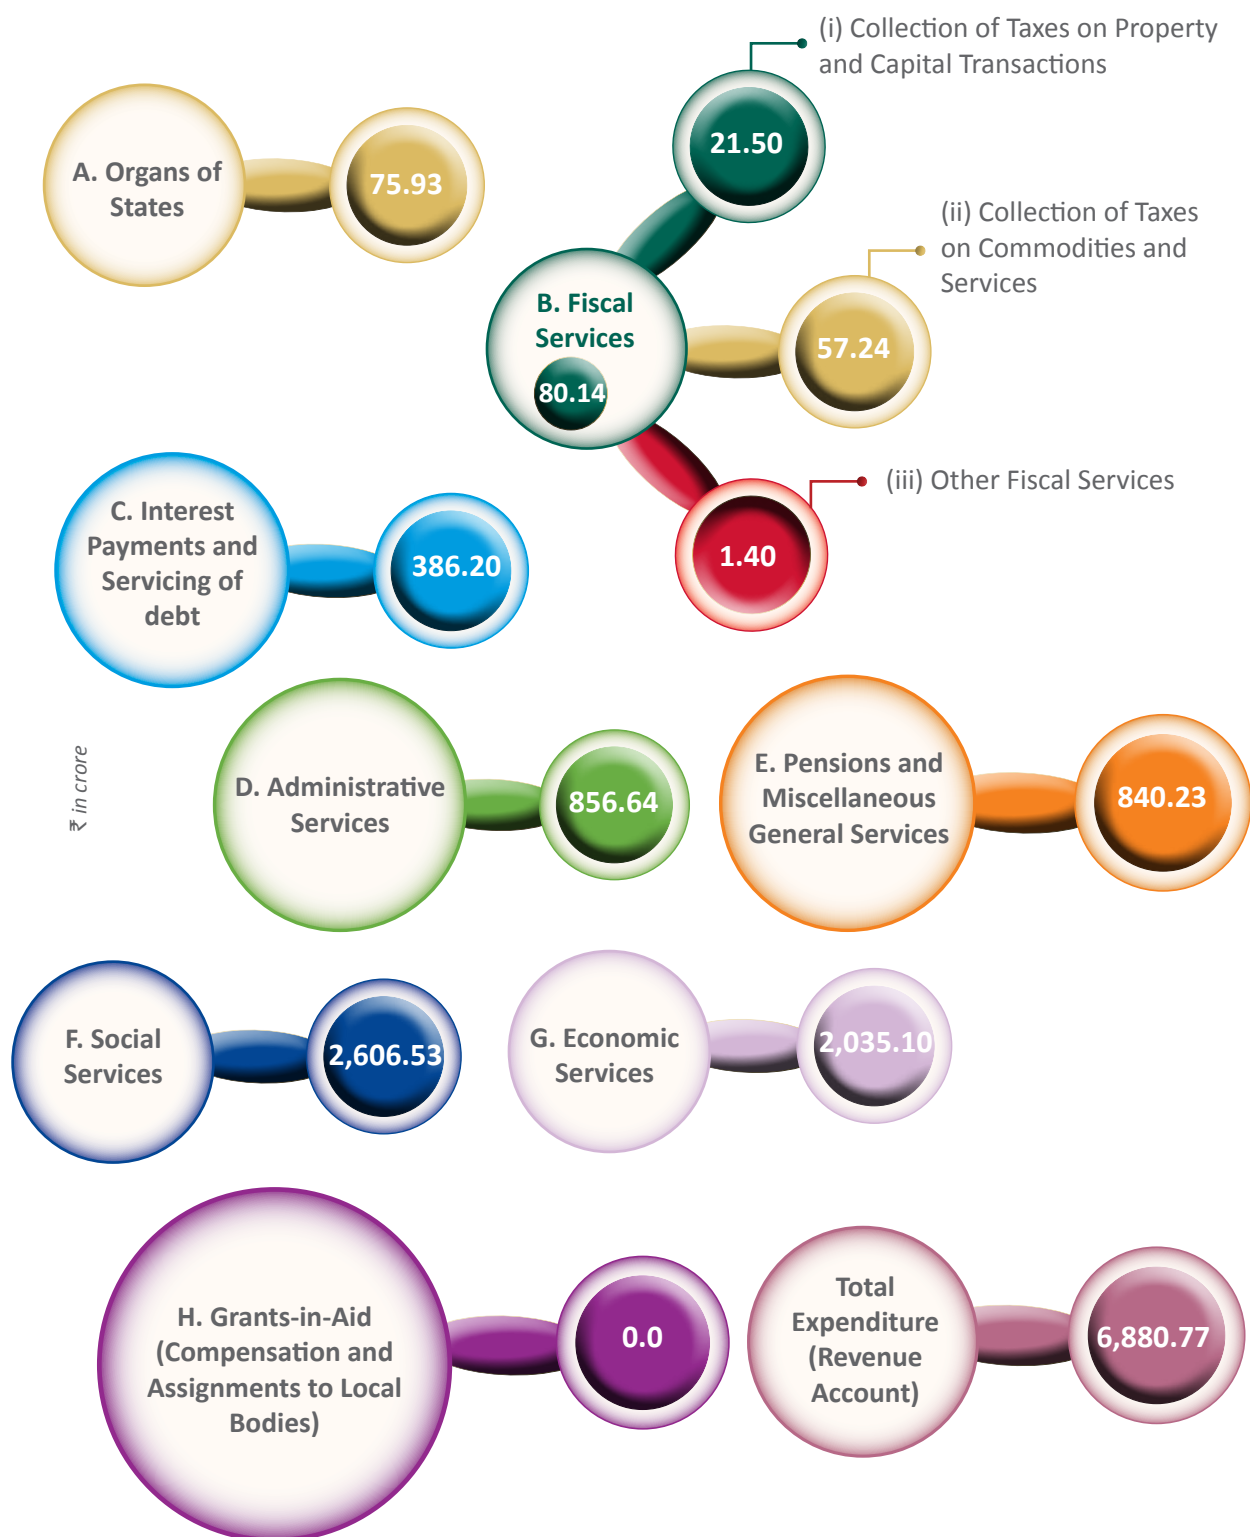 (i) Collection of Taxes on Property
and Capital Transactions
21.50
A. Organs of
States
75.93
(ii) Collection of Taxes
on Commodities and
Services
B. Fiscal
Services
80.14
57.24
(iii) Other Fiscal Services
1.40
C. Interest
Payments and
Servicing of
debt
386.20
₹ in crore
D. Administrative
Services
856.64
E. Pensions and
Miscellaneous
General Services
840.23
F. Social
Services
2,606.53
G. Economic
Services
2,035.10
H. Grants-in-Aid
(Compensation and
Assignments to Local
Bodies)
0.0
Total
Expenditure
(Revenue
Account)
6,880.77